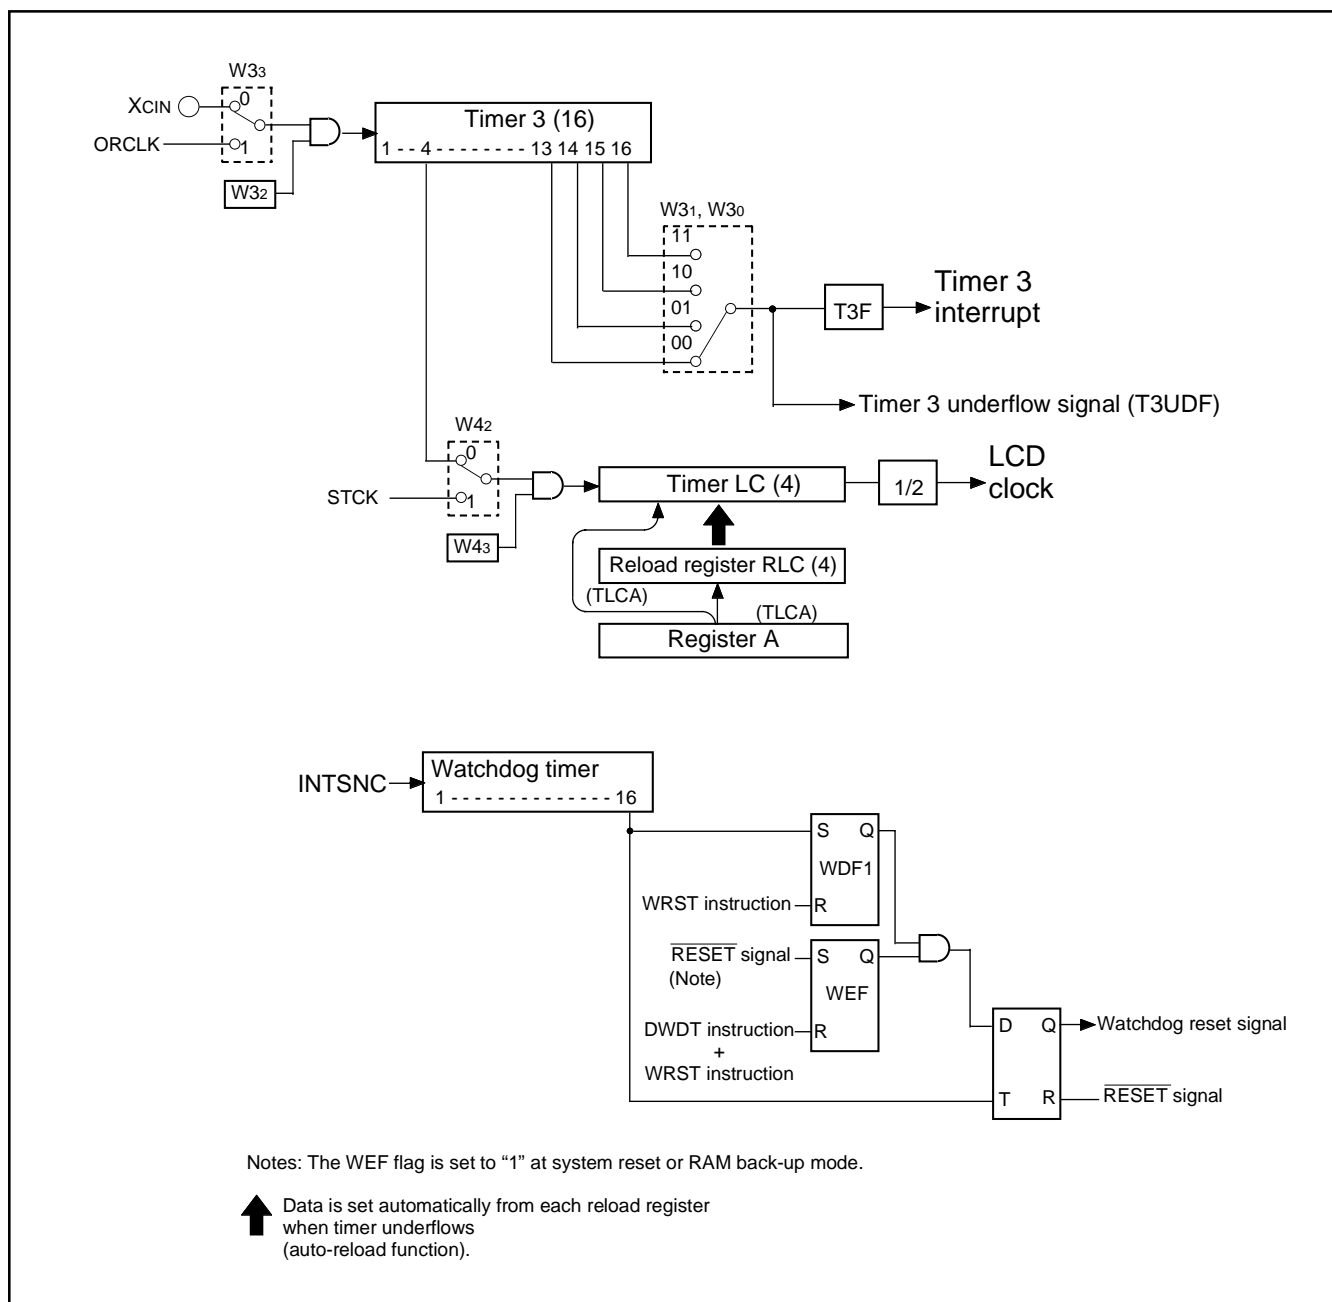 W33
XCIN
0
ORCLK
1
W32
Timer 3 (16)
1 - - 4 - - - - - - - - - 13 14 15 16
W31, W30
11
10
01
00
T3F
Timer 3
interrupt
Timer 3 underflow signal (T3UDF)
W42
0
STCK
1
W43
Timer LC (4)
1/2
LCD
clock
Reload register RLC (4)
(TLCA)
(TLCA)
Register A
INTSNC
Watchdog timer
1 - - - - - - - - - - - - - - - 16
S Q
WDF1
WRST instruction
R
RESET signal
(Note)
S Q
WEF
DWDT instruction
+
WRST instruction
R
D Q
Watchdog reset signal
T R
RESET signal
Notes: The WEF flag is set to “1” at system reset or RAM back-up mode.
Data is set automatically from each reload register
when timer underflows
(auto-reload function).